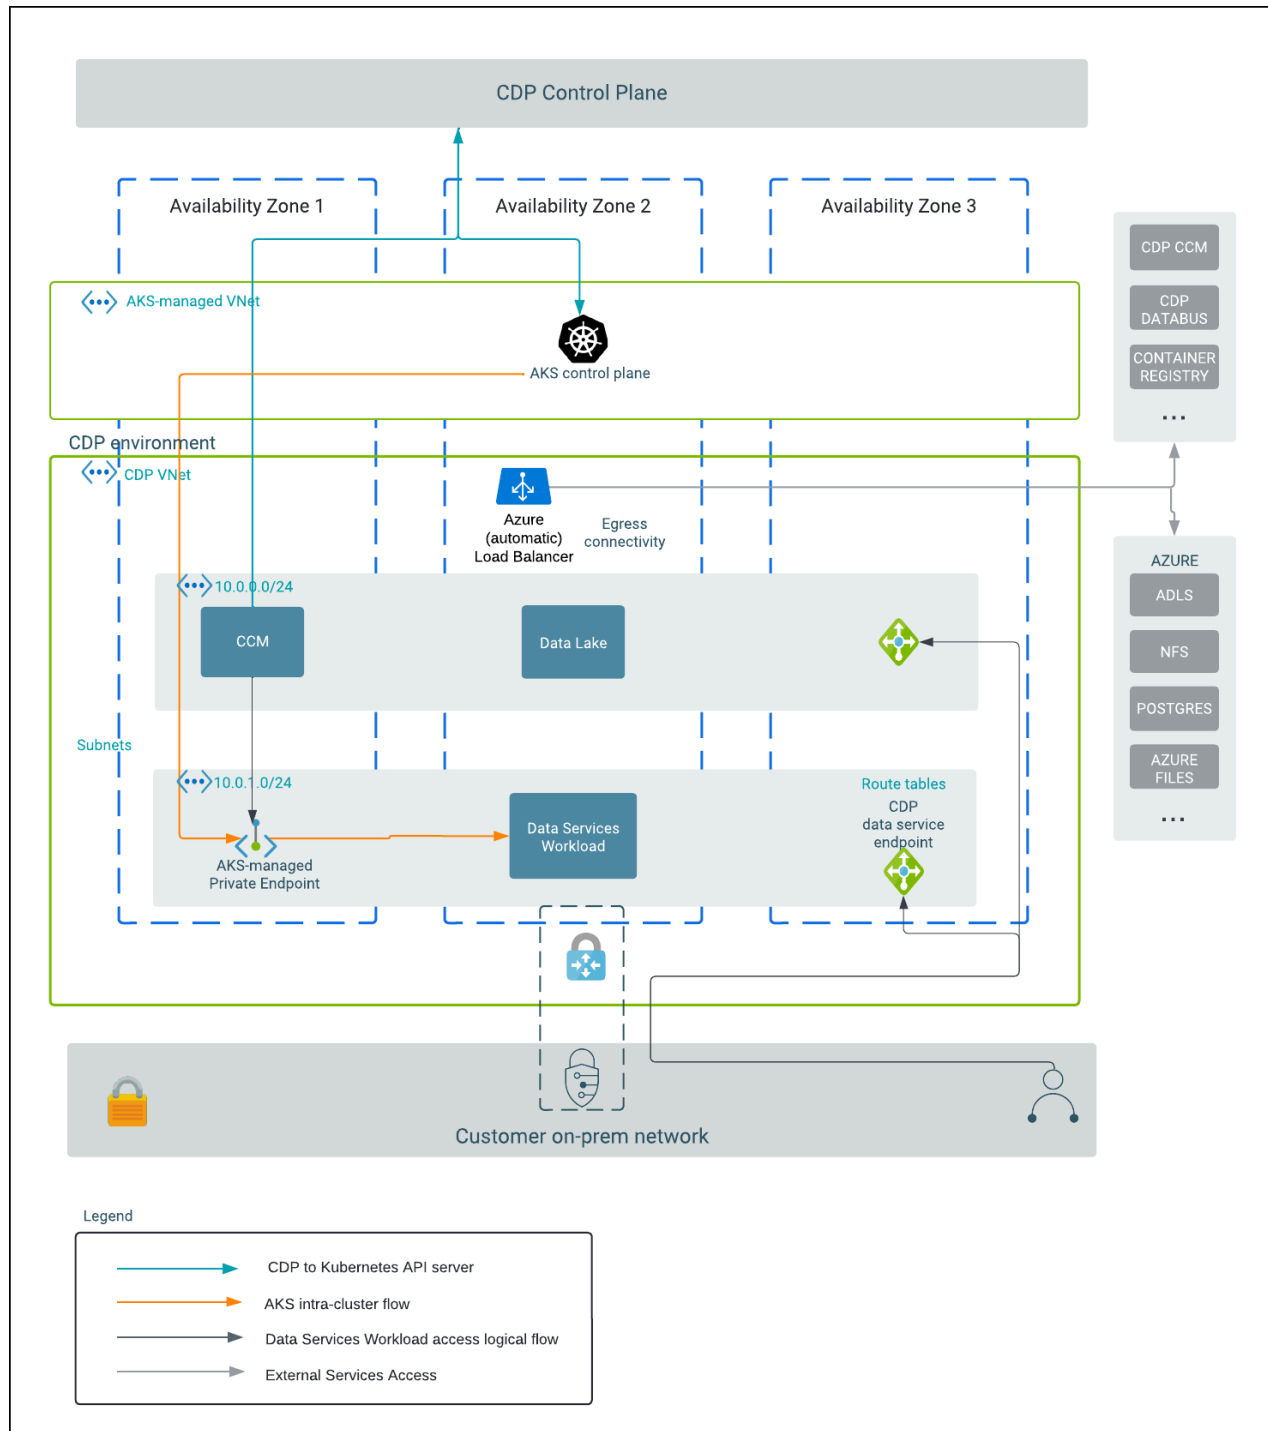 CDP Control Plane
Availability Zone 1
Availability Zone 2
Availability Zone 3
CDP CCM
CDP
DATABUS
CONTAINER
REGISTRY
...
AKS-managed VNet
AKS control plane
CDP environment
CDP VNet
Azure
(automatic)
Load Balancer
Egress
connectivity
10.0.0.0/24
CCM
Data Lake
AZURE
ADLS
NFS
POSTGRES
AZURE
FILES
...
Subnets
10.0.1.0/24
AKS-managed
Private Endpoint
Data Services
Workload
Route tables
CDP
data service
endpoint
Customer on-prem network
Legend
CDP to Kubernetes API server
AKS intra-cluster flow
Data Services Workload access logical flow
External Services Access